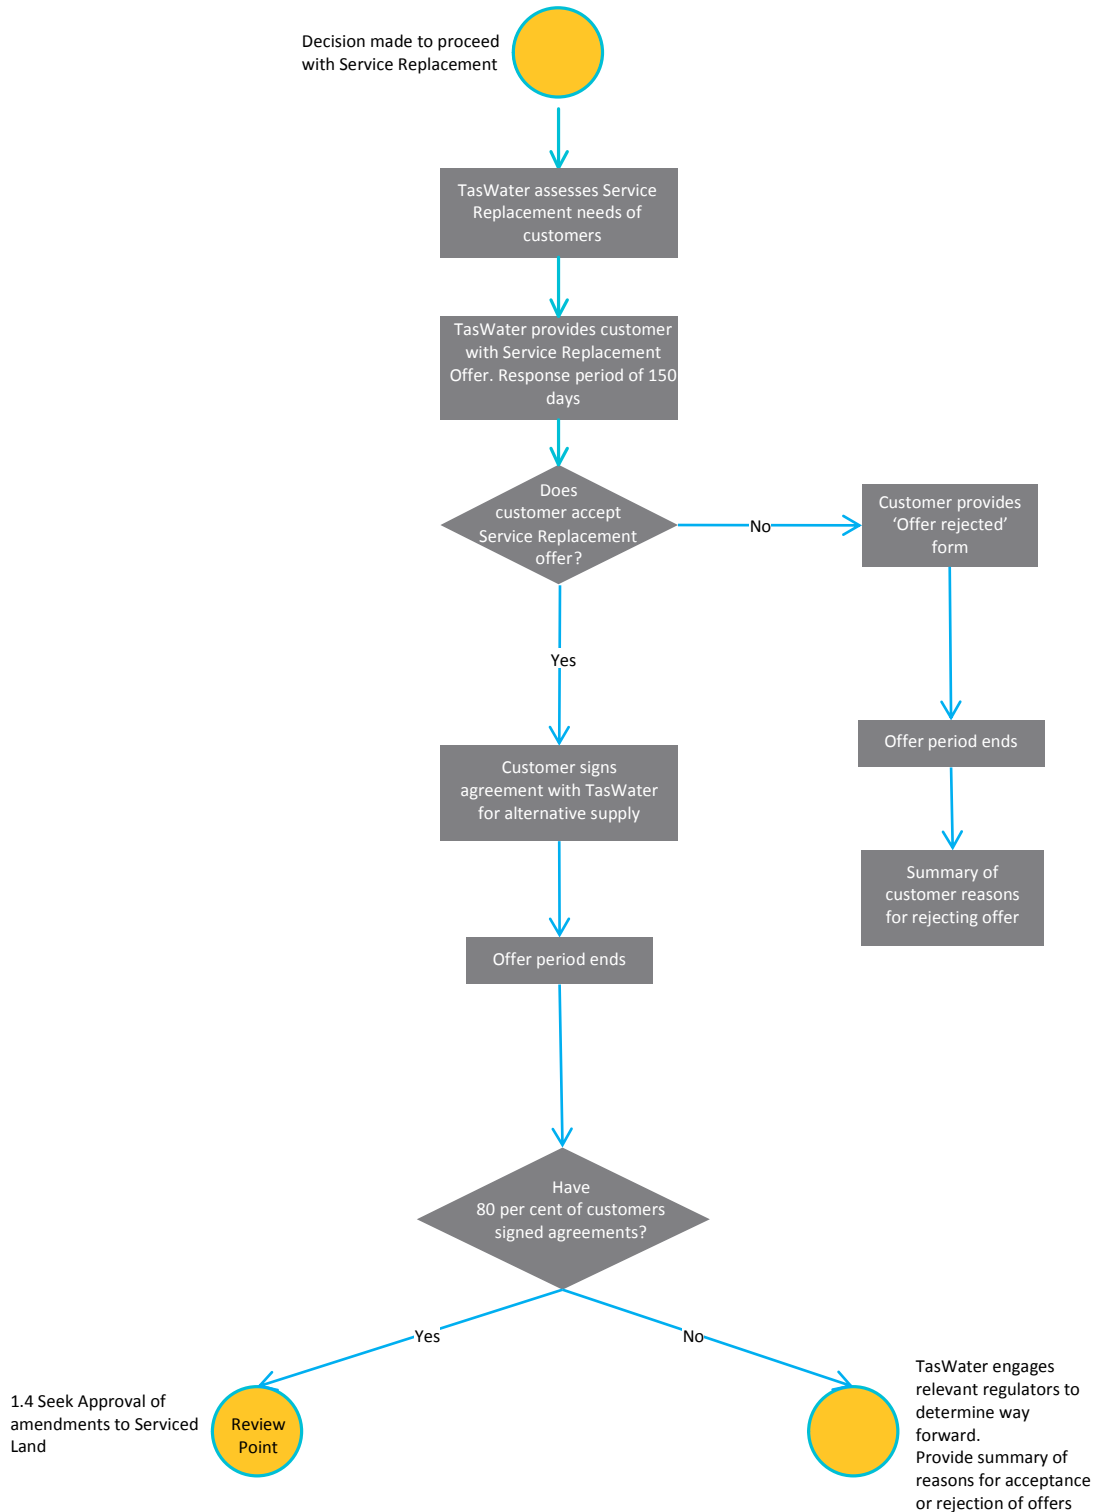 Decision made to proceed
with Service Replacement
TasWater assesses Service
Replacement needs of
customers
TasWater provides customer
with Service Replacement
Offer. Response period of 150
days
Does
customer accept
Service Replacement
offer?
No
Customer provides
‘Offer rejected’
form
Yes
Offer period ends
Customer signs
agreement with TasWater
for alternative supply
Summary of
customer reasons
for rejecting offer
Offer period ends
Have
80 per cent of customers
signed agreements?
Yes
No
1.4 Seek Approval of
amendments to Serviced
Land
Review
Point
TasWater engages
relevant regulators to
determine way
forward.
Provide summary of
reasons for acceptance
or rejection of offers